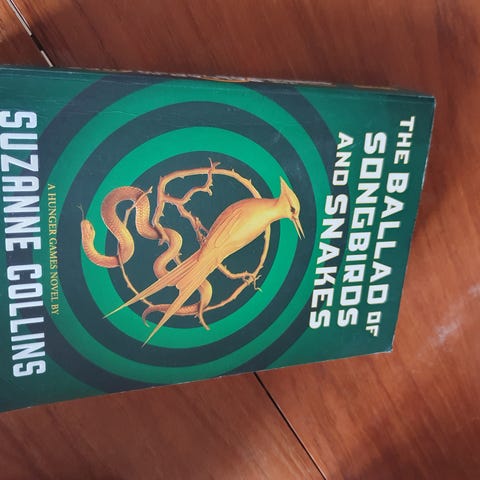 THE BALLAD OF
SONGBIRDS
AND SNAKES
A HUNGER GAMES NOVEL BY
SUZANNE COLLINS